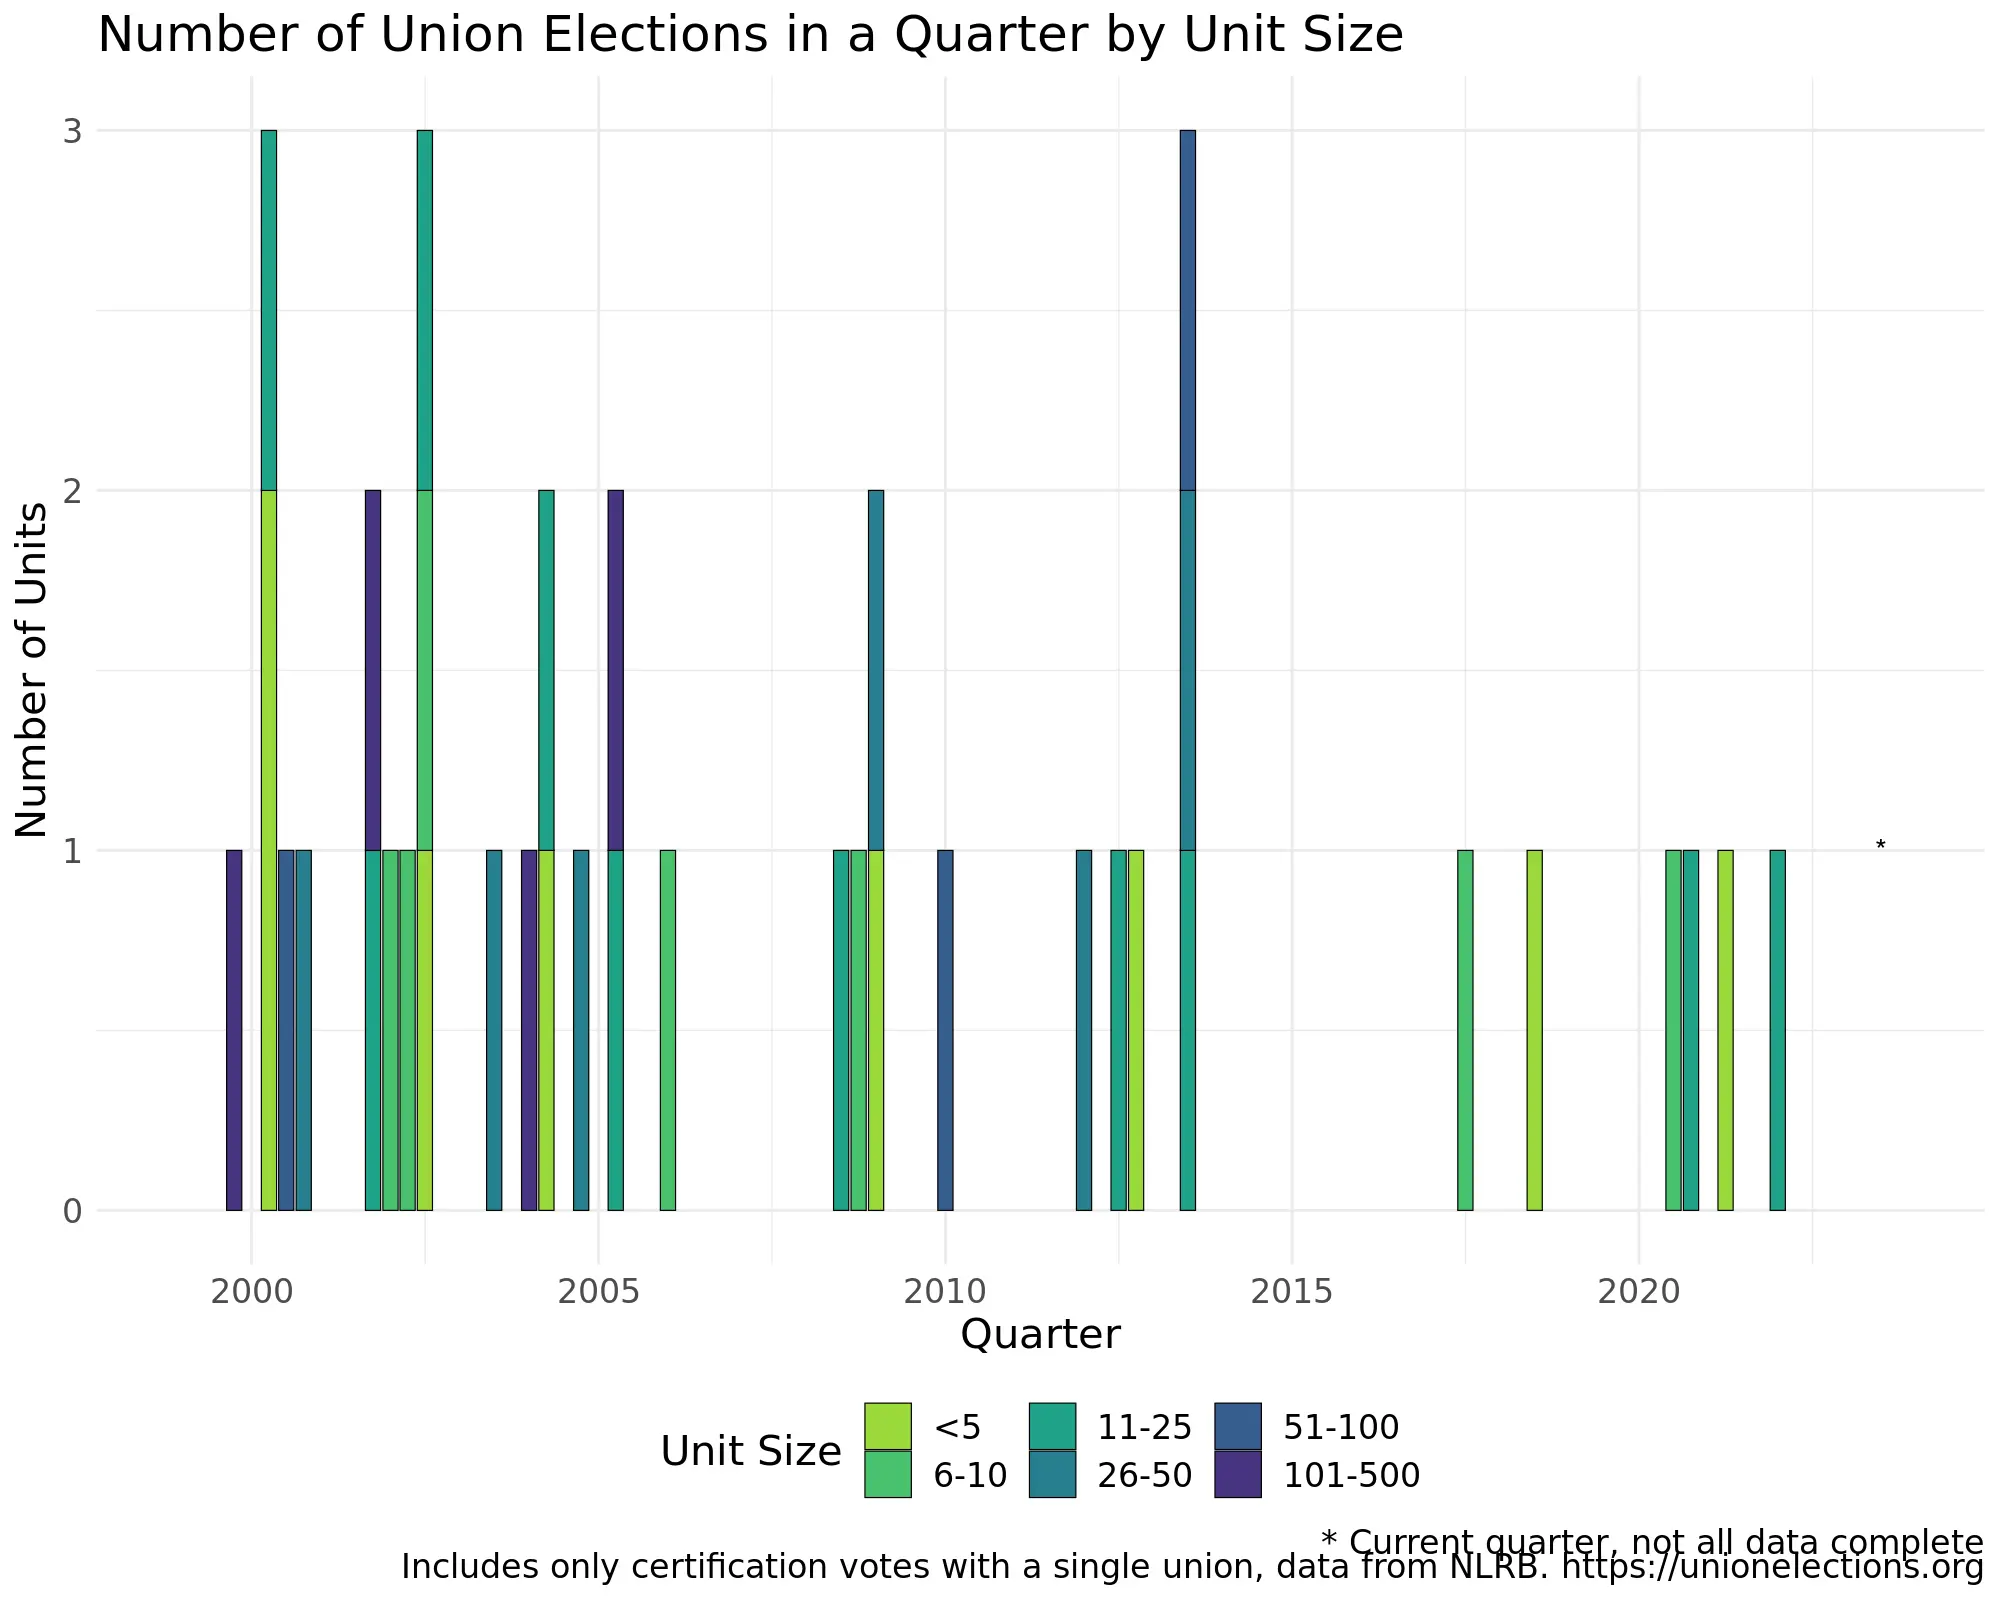 Number of Union Elections in a Quarter by Unit Size
3
2
1
0
Number of Units
*
2000 2005 2010 2015 2020
Quarter
Unit Size
<5 11-25 51-100
6-10 26-50 101-500
* Current quarter, not all data complete
Includes only certification votes with a single union, data from NLRB. https://unionelections.org